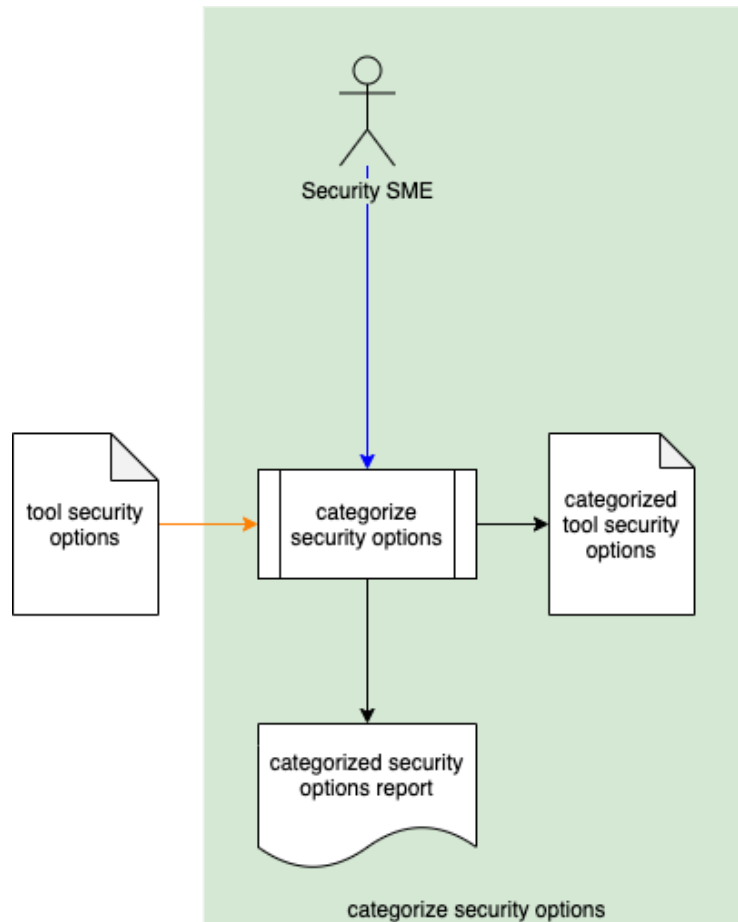 Security SME
tool security
options
categorize
security options
categorized
tool security
options
categorized security
options report
categorize security options